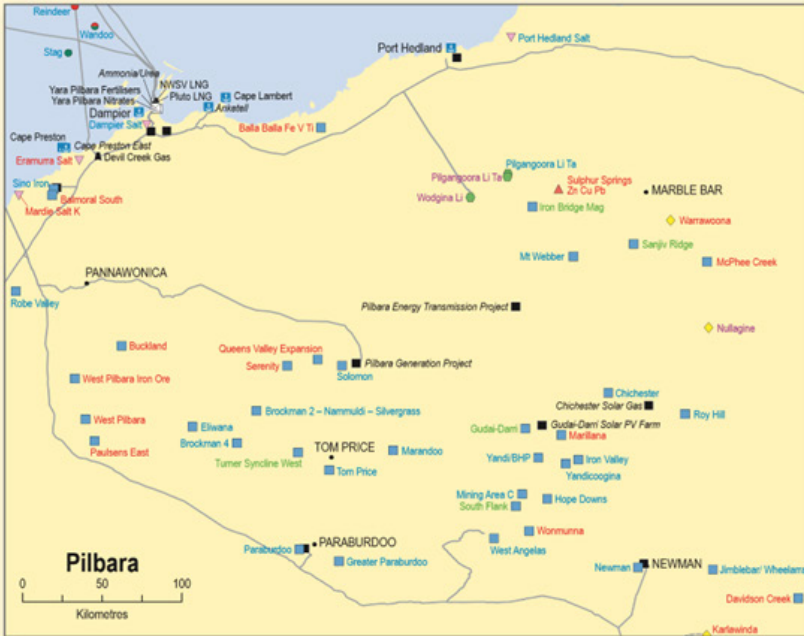 Reindeer
Wandoo
Stag
Ammonia/Urea
NWSV LNG
Yara Pilbara Fertilisers
Yara Pilbara Nitrates
Pluto LNG
Dampier
Dampier Salt
Cape Lambert
Anketell
Port Hedland
Port Hedland Salt
Balla Balla Fe V Ti
Cape Preston
Cape Preston East
Devil Creek Gas
Eramurra Salt
Sino Iron
Balmoral South
Mardie Salt K
Pilgangoora Li Ta
Pilgangoora Li Ta
Wodgina Li
Sulphur Springs
Zn Cu Pb
MARBLE BAR
Iron Bridge Mag
Warrawoona
Sanjiv Ridge
Mt Webber
McPhee Creek
PANNAWONICA
Robe Valley
Pilbara Energy Transmission Project
Nullagine
Buckland
Queens Valley Expansion
Serenity
Solomon
Pilbara Generation Project
West Pilbara Iron Ore
Chichester
Chichester Solar Gas
Roy Hill
West Pilbara
Brockman 2 – Nammuldi – Silvergrass
Eliwana
Gudai-Darri
Gudai-Darri Solar PV Farm
Marillana
Paulsens East
Brockman 4
TOM PRICE
Marandoo
Turner Syncline West
Tom Price
Yandi/BHP
Iron Valley
Yandicoogina
Mining Area C
South Flank
Hope Downs
Wonmunna
West Angelas
PARABURDOO
Paraburdoo
Greater Paraburdoo
Newman
NEWMAN
Jimblebar/ Wheelarra
Davidson Creek
Karlawinda
Pilbara
0 50 100
Kilometres